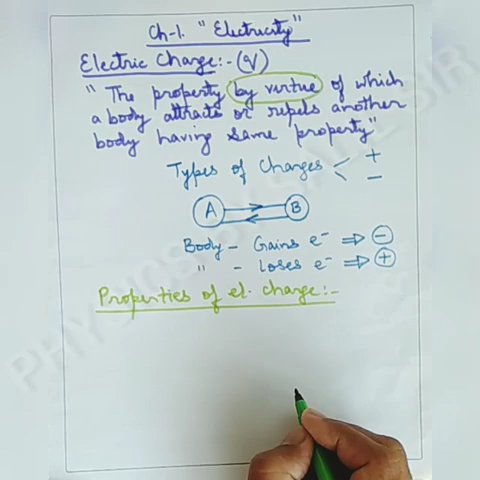 Ch-1. "Electricity"
Electric Charge:- (q)
" The property by virtue of which
a body attracts or repels another
body having same property"
Types of Charges < +
< -
A B
Body - Gains e⁻ ⇒ ⊖
" - Loses e⁻ ⇒ ⊕
Properties of el. charge:-